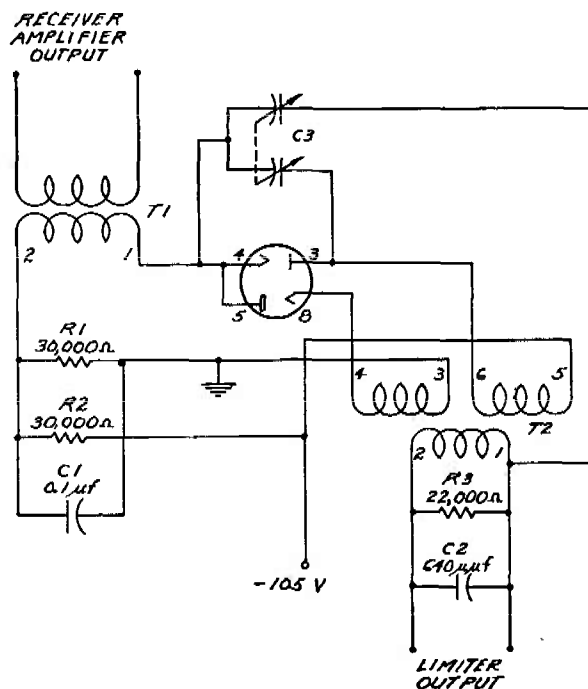 RECEIVER
AMPLIFIER
OUTPUT
C3
T1
2
1
4
3
5
8
R1
30,000Ω
4
3
6
5
T2
R2
30,000Ω
2
1
R3
22,000Ω
C1
0.1μf
C2
640μμf
-105 V
LIMITER
OUTPUT